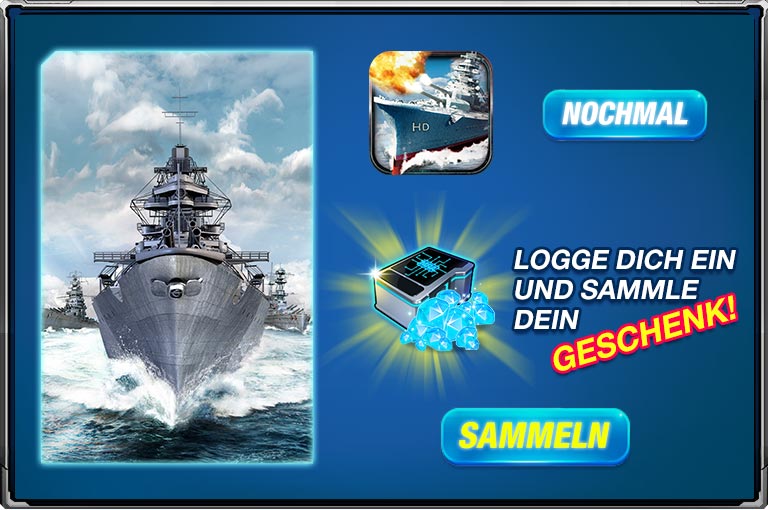 HD
NOCHMAL
LOGGE DICH EIN
UND SAMMLE
DEIN
GESCHENK!
SAMMELN